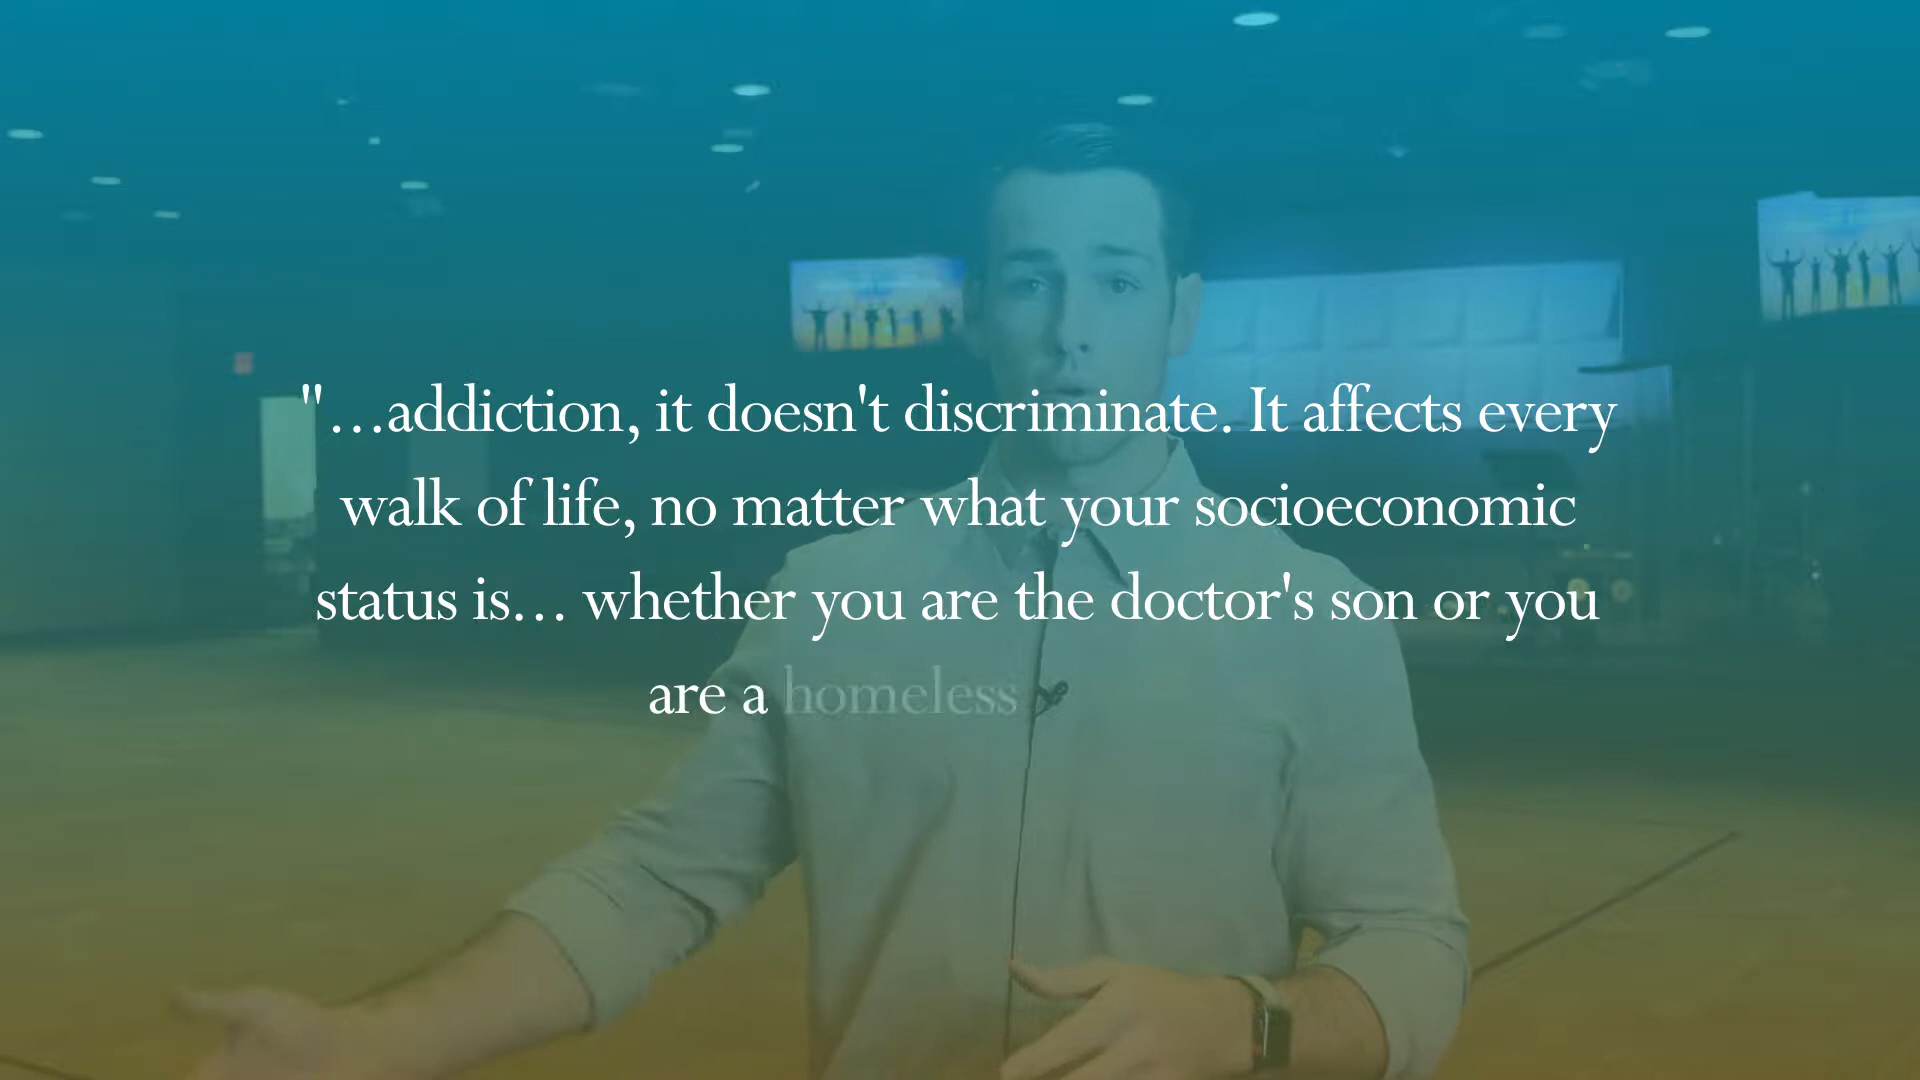 "…addiction, it doesn't discriminate. It affects every
walk of life, no matter what your socioeconomic
status is… whether you are the doctor's son or you
are a homeless